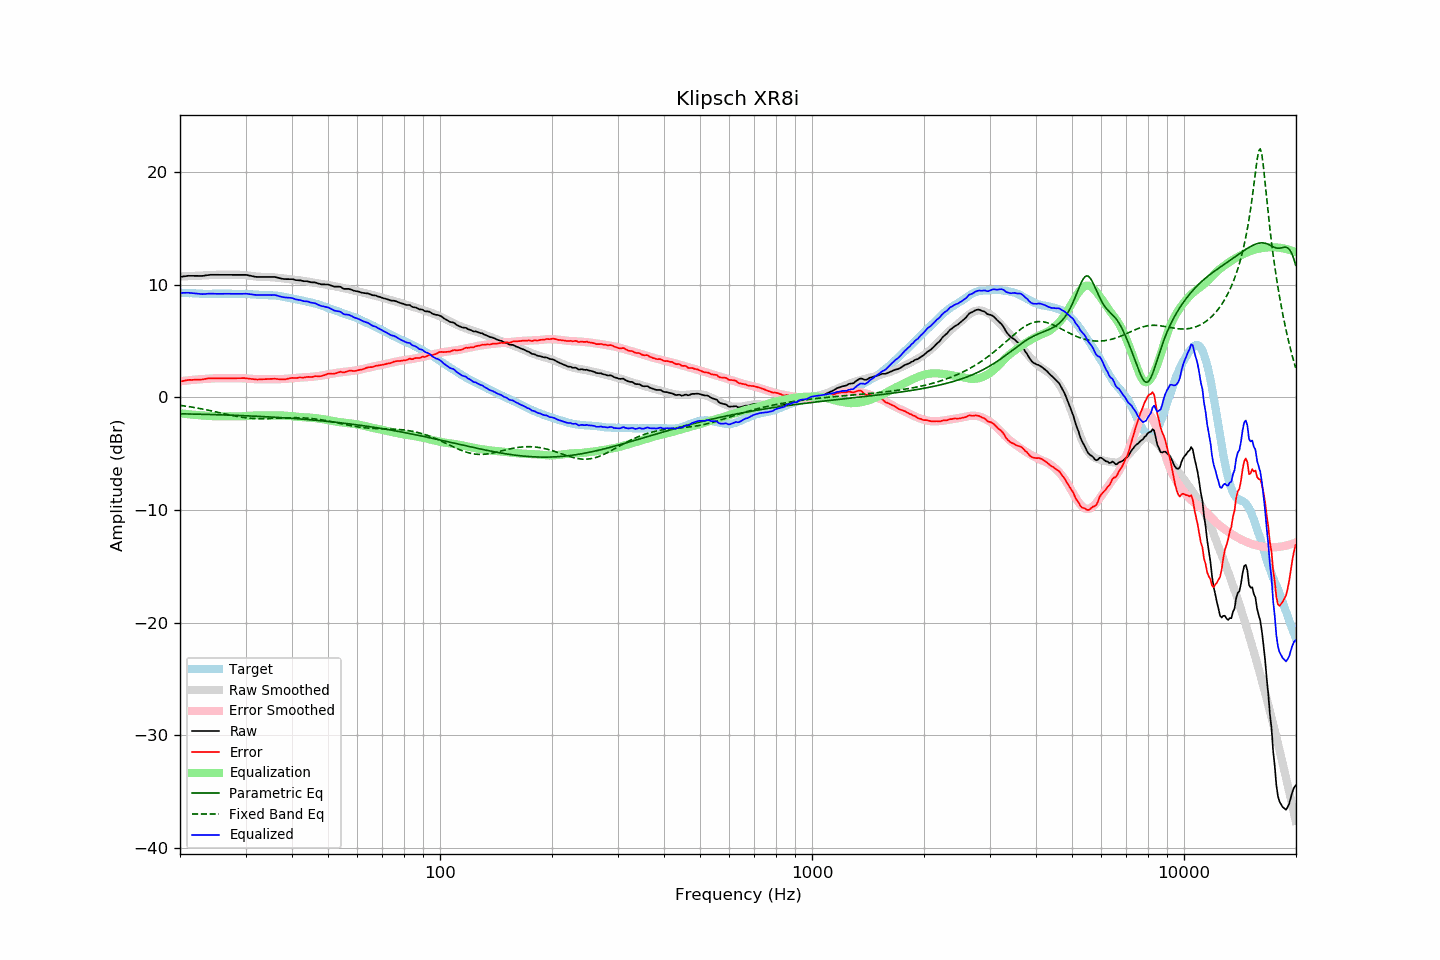 Klipsch XR8i
Amplitude (dBr)
20
10
0
−10
−20
−30
−40
Target
Raw Smoothed
Error Smoothed
Raw
Error
Equalization
Parametric Eq
Fixed Band Eq
Equalized
100
1000
10000
Frequency (Hz)